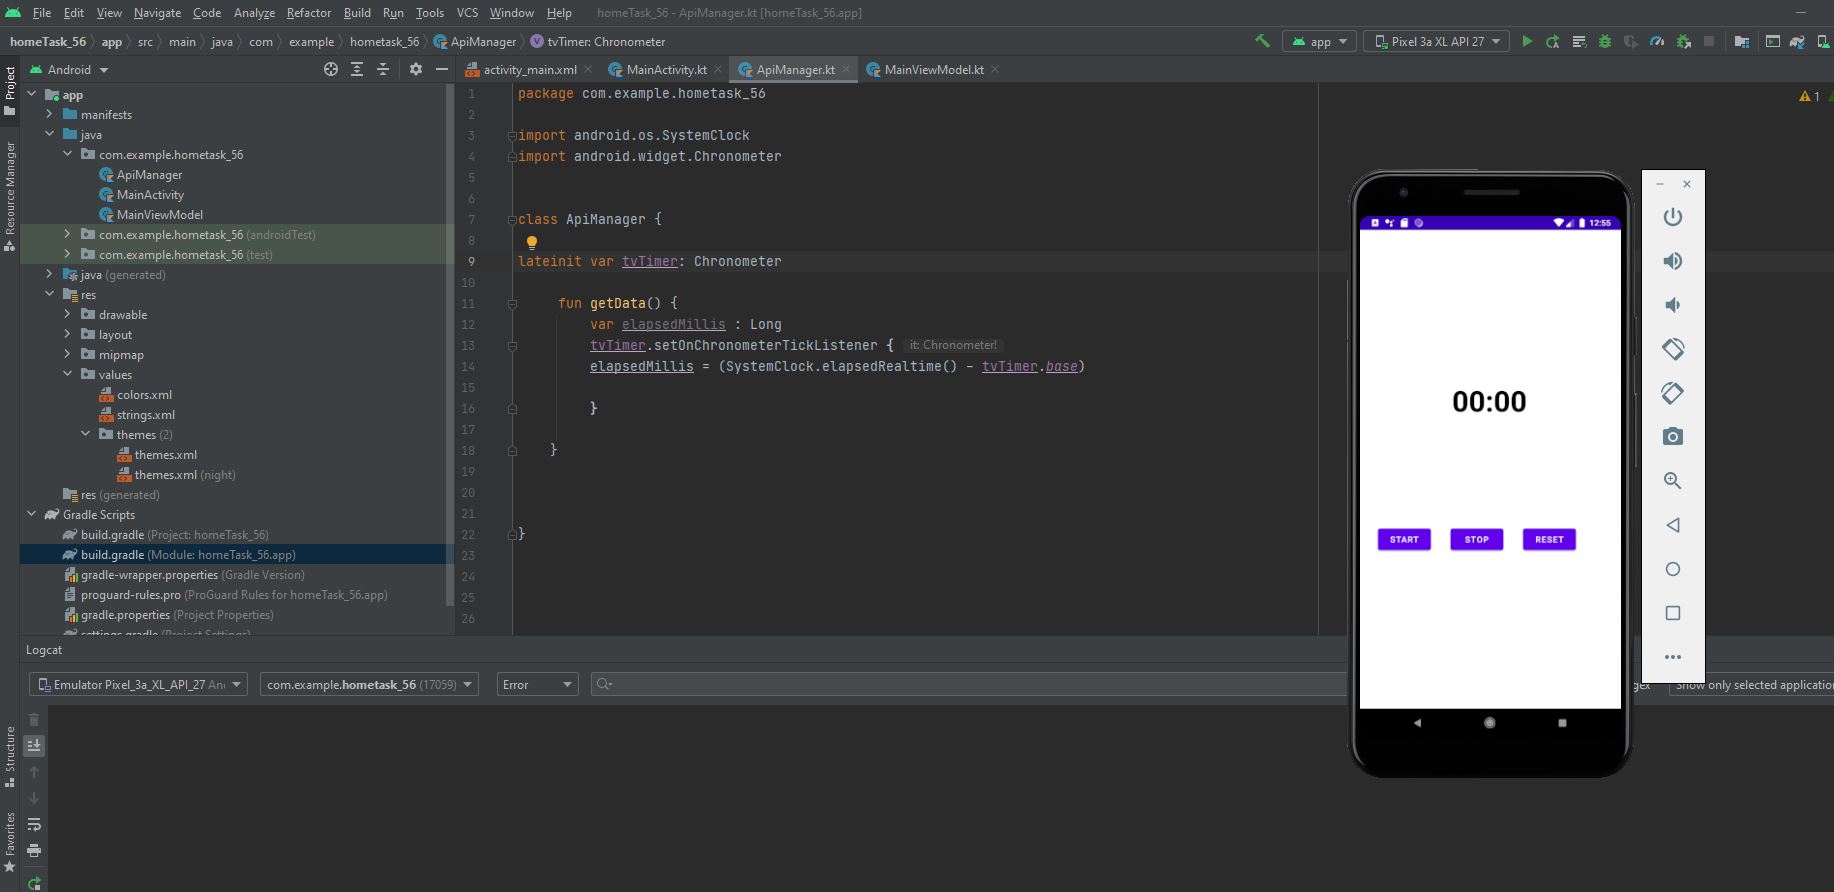 File Edit View Navigate Code Analyze Refactor Build Run Tools VCS Window Help homeTask_56 - ApiManager.kt [homeTask_56.app]
homeTask_56 app src main java com example hometask_56 ApiManager tvTimer: Chronometer app Pixel 3a XL API 27
Project
Resource Manager
Structure
Favorites
Android
activity_main.xml MainActivity.kt ApiManager.kt MainViewModel.kt
app
manifests
java
com.example.hometask_56
ApiManager
MainActivity
MainViewModel
com.example.hometask_56 (androidTest)
com.example.hometask_56 (test)
java (generated)
res
drawable
layout
mipmap
values
colors.xml
strings.xml
themes (2)
themes.xml
themes.xml (night)
res (generated)
Gradle Scripts
build.gradle (Project: homeTask_56)
build.gradle (Module: homeTask_56.app)
gradle-wrapper.properties (Gradle Version)
proguard-rules.pro (ProGuard Rules for homeTask_56.app)
gradle.properties (Project Properties)
settings.gradle (Project Settings)
1 package com.example.hometask_56
2
3 import android.os.SystemClock
4 import android.widget.Chronometer
5
6
7 class ApiManager {
8
9 lateinit var tvTimer: Chronometer
10
11 fun getData() {
12 var elapsedMillis : Long
13 tvTimer.setOnChronometerTickListener { it: Chronometer!
14 elapsedMillis = (SystemClock.elapsedRealtime() - tvTimer.base)
15
16 }
17
18 }
19
20
21
22 }
23
24
25
26
1
12:55
00:00
START STOP RESET
Logcat
Emulator Pixel_3a_XL_API_27 An com.example.hometask_56 (17059) Error gex Show only selected application